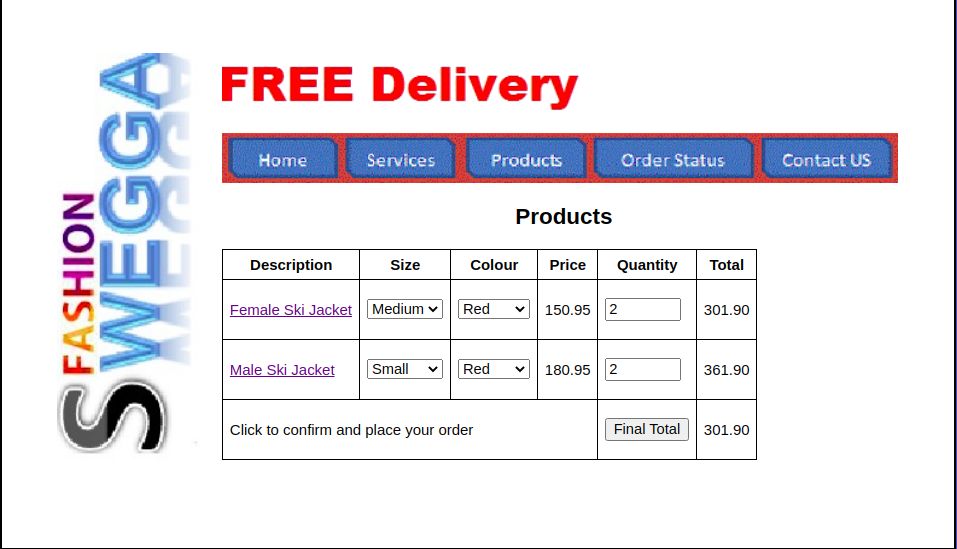 S FASHION
SWEGGA
FREE Delivery
Home Services Products Order Status Contact US
Products
Description Size Colour Price Quantity Total
Female Ski Jacket Medium Red 150.95 2 301.90
Male Ski Jacket Small Red 180.95 2 361.90
Click to confirm and place your order Final Total 301.90